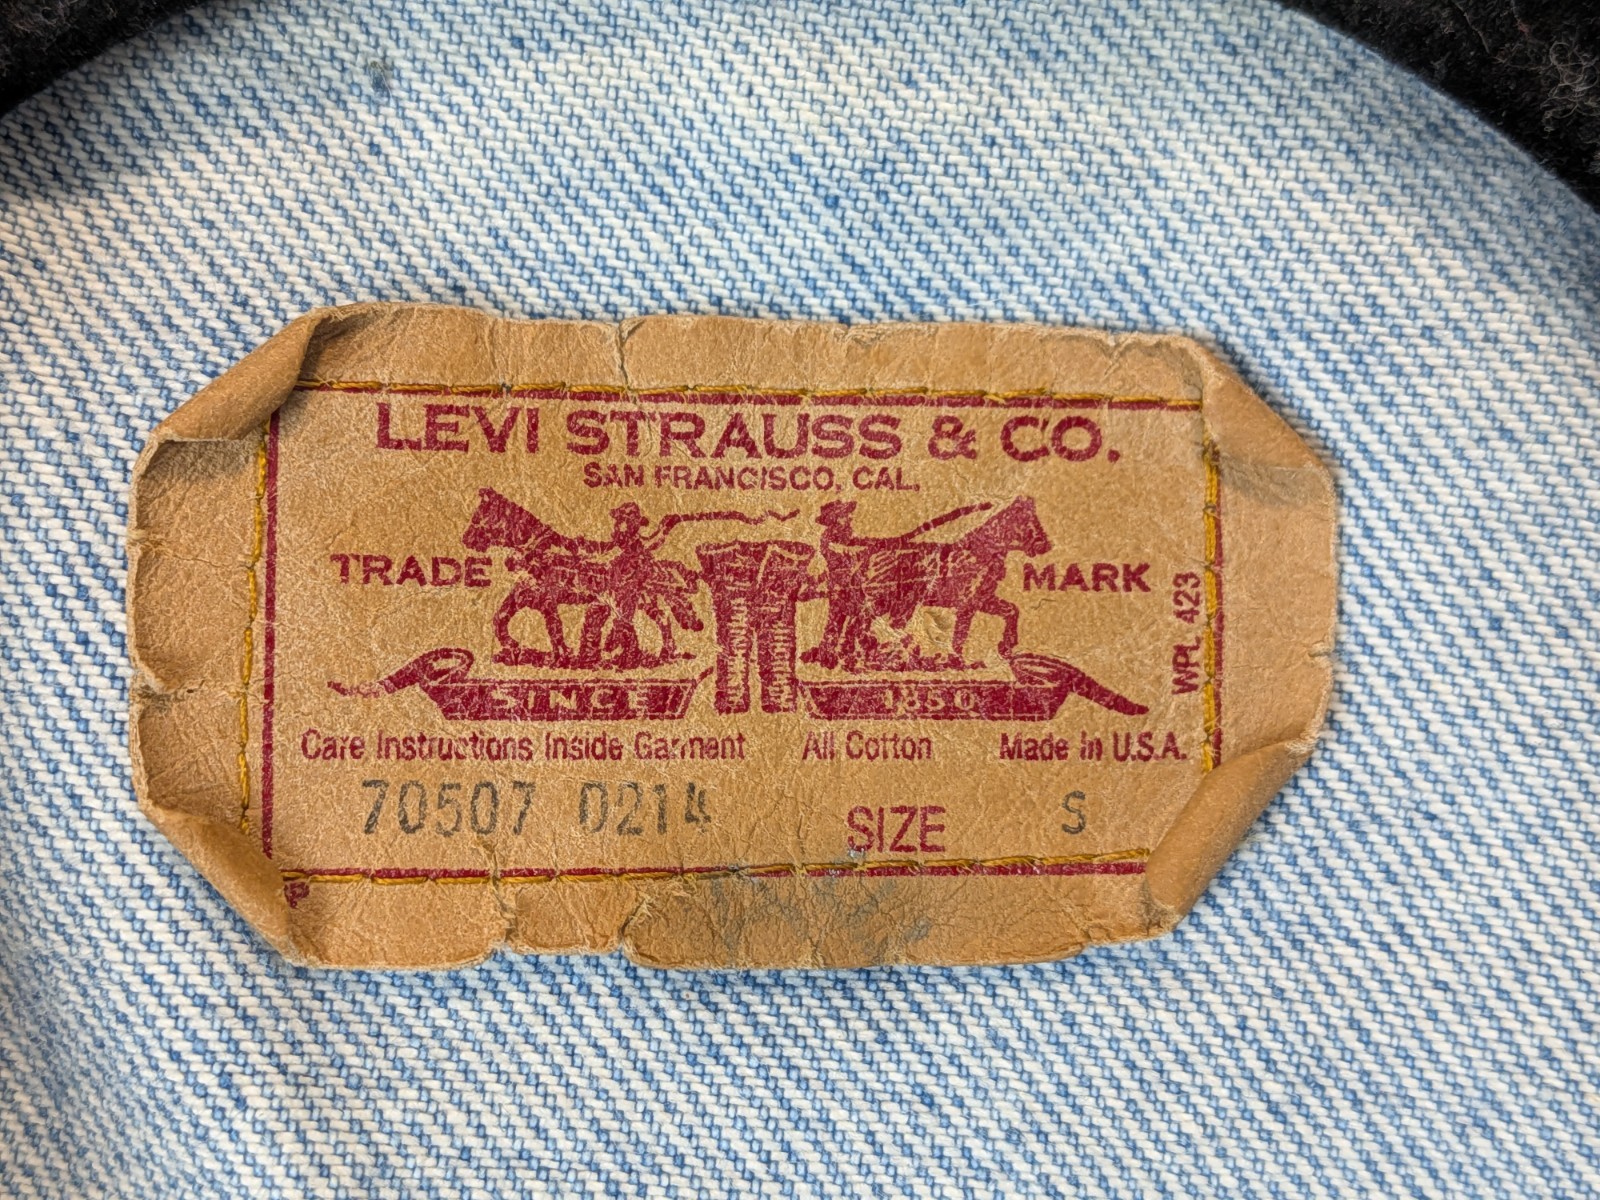 LEVI STRAUSS & CO.
SAN FRANCISCO, CAL.
TRADE MARK
WPL 423
SINCE 1850
Care Instructions Inside Garment All Cotton Made in U.S.A.
70507 0214 SIZE S
P